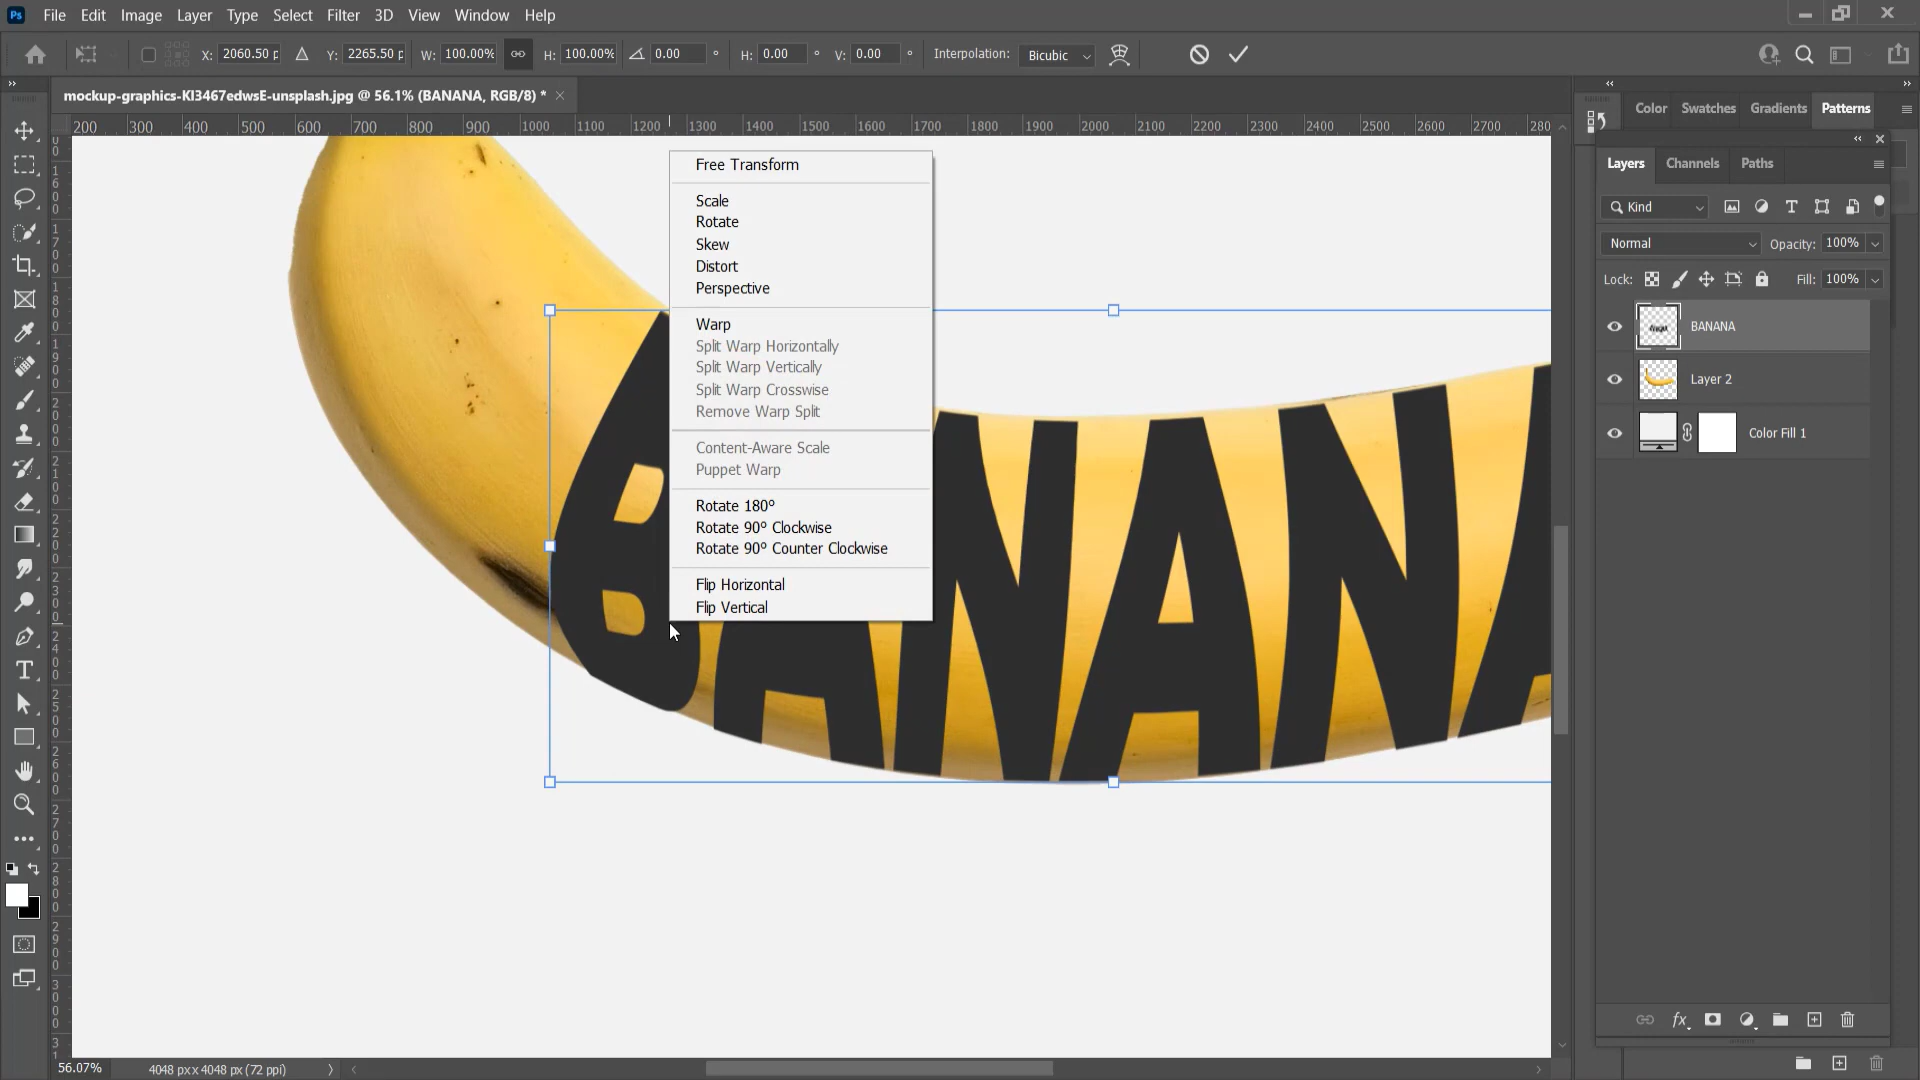 Ps File Edit Image Layer Type Select Filter 3D View Window Help
X: 2060.50 p Y: 2265.50 p W: 100.00% H: 100.00% 0.00 ° H: 0.00 ° V: 0.00 ° Interpolation: Bicubic
mockup-graphics-KI3467edwsE-unsplash.jpg @ 56.1% (BANANA, RGB/8) *
200 300 400 500 600 700 800 900 1000 1100 1200 1300 1400 1500 1600 1700 1800 1900 2000 2100 2200 2300 2400 2500 2600 2700 280
Free Transform
Scale
Rotate
Skew
Distort
Perspective
Warp
Split Warp Horizontally
Split Warp Vertically
Split Warp Crosswise
Remove Warp Split
Content-Aware Scale
Puppet Warp
Rotate 180°
Rotate 90° Clockwise
Rotate 90° Counter Clockwise
Flip Horizontal
Flip Vertical
BANANA
Color Swatches Gradients Patterns
Layers Channels Paths
Kind
Normal Opacity: 100%
Lock: Fill: 100%
BANANA
Layer 2
Color Fill 1
fx
56.07% 4048 px x 4048 px (72 ppi)